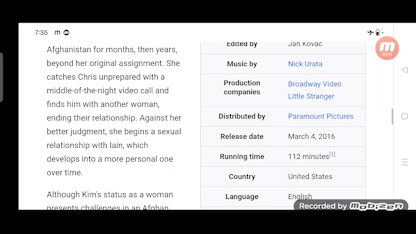 7:35 m
Afghanistan for months, then years,
beyond her original assignment. She
catches Chris unprepared with a
middle-of-the-night video call and
finds him with another woman,
ending their relationship. Against her
better judgment, she begins a sexual
relationship with Iain, which
develops into a more personal one
over time.
Although Kim's status as a woman
presents challenges in an Afghan
Edited by Jan Kovac
Music by Nick Urata
Production Broadway Video
companies Little Stranger
Distributed by Paramount Pictures
Release date March 4, 2016
Running time 112 minutes[1]
Country United States
Language English
Recorded by Mobizen